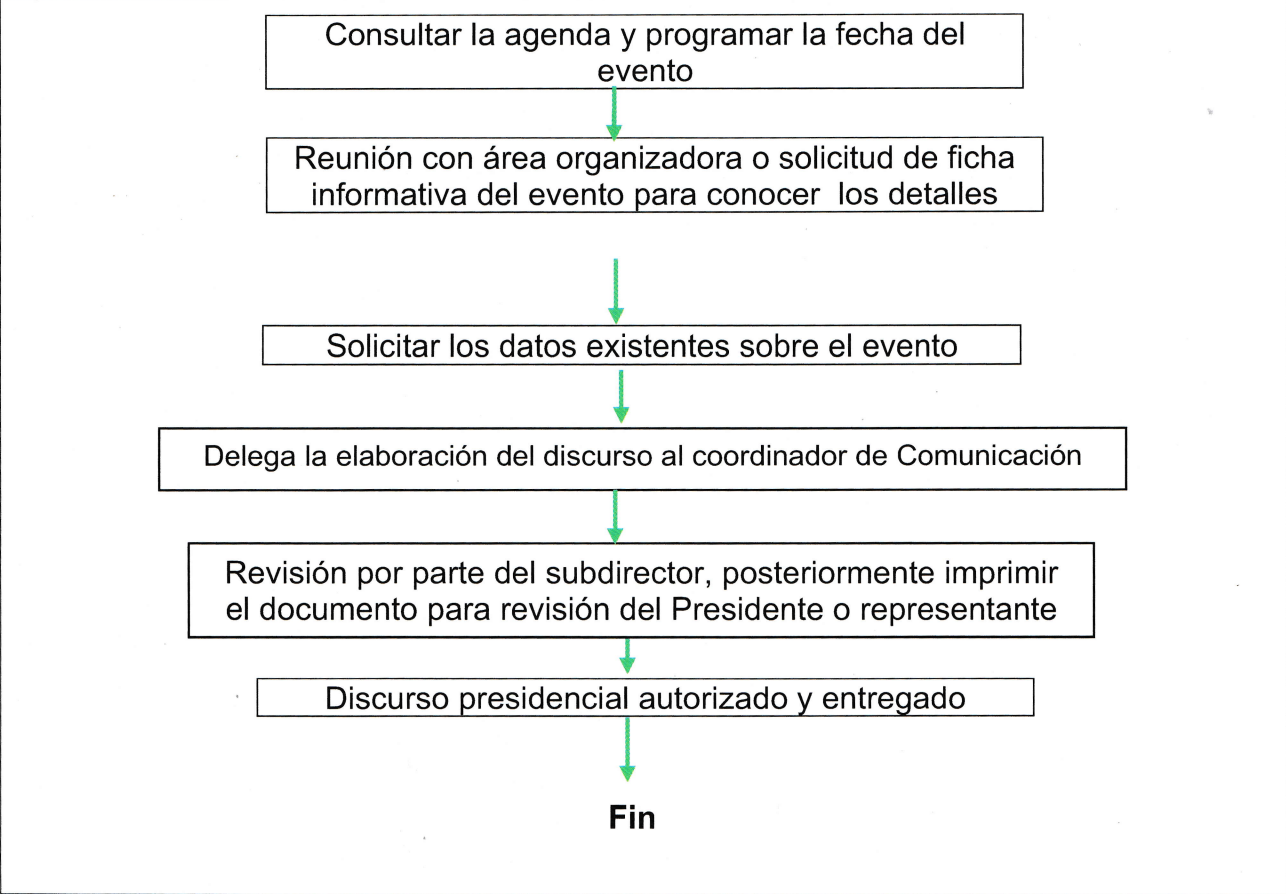 Consultar la agenda y programar la fecha del
evento
Reunión con área organizadora o solicitud de ficha
informativa del evento para conocer los detalles
Solicitar los datos existentes sobre el evento
Delega la elaboración del discurso al coordinador de Comunicación
Revisión por parte del subdirector, posteriormente imprimir
el documento para revisión del Presidente o representante
Discurso presidencial autorizado y entregado
Fin